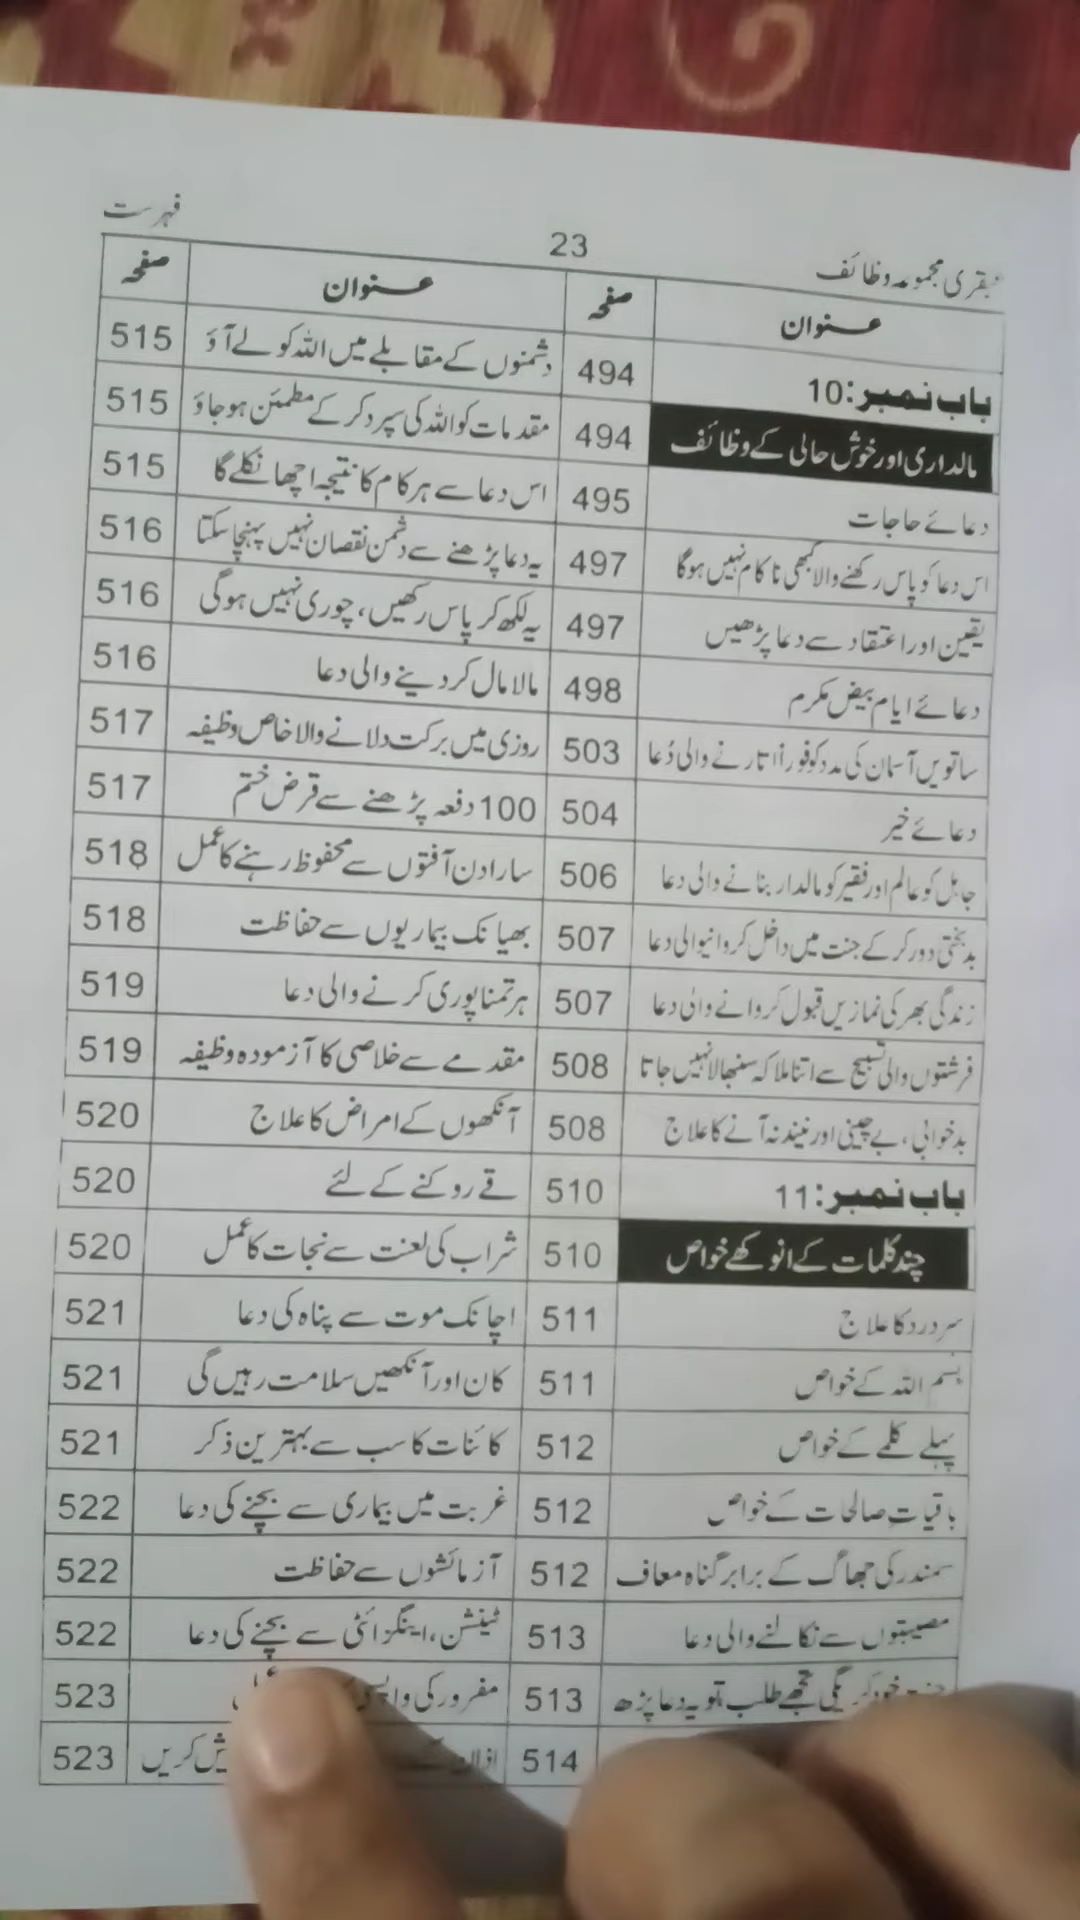 عبقری مجموعہ وظائف 23 فہرست
عنوان صفحہ
باب نمبر:10 494
مالداری اور خوش حالی کے وظائف 494
دعائے حاجات 495
اس دعا کو پاس رکھنے والا کبھی ناکام نہیں ہوگا 497
یقین اور اعتقاد سے دعا پڑھیں 497
دعائے ایام بیض مکرم 498
ساتویں آسمان کی مدد کو فوراً اتارنے والی دُعا 503
دعائے خیر 504
جاہل کو عالم اور فقیر کو مالدار بنانے والی دعا 506
بدبختی دور کر کے جنت میں داخل کروانیوالی دعا 507
زندگی بھر کی نمازیں قبول کروانے والی دعا 507
فرشتوں والی تسبیح سے اتنا ملا کہ سنبھالا نہیں جاتا 508
بدخوابی، بے چینی اور نیند نہ آنے کا علاج 508
باب نمبر:11 510
چند کلمات کے انوکھے خواص 510
سر درد کا علاج 511
بسم اللہ کے خواص 511
پہلے کلمے کے خواص 512
باقیاتِ صالحات کے خواص 512
سمندر کی جھاگ کے برابر گناہ معاف 512
مصیبتوں سے نکالنے والی دعا 513
خود کریگی تجھے طلب تو یہ دعا پڑھ 513
514
عنوان صفحہ
دشمنوں کے مقابلے میں اللہ کو لے آؤ 515
مقدمات کو اللہ کی سپرد کر کے مطمئن ہو جاؤ 515
اس دعا سے ہر کام کا نتیجہ اچھا نکلے گا 515
یہ دعا پڑھنے سے دشمن نقصان نہیں پہنچا سکتا 516
یہ لکھ کر پاس رکھیں، چوری نہیں ہوگی 516
مالا مال کر دینے والی دعا 516
روزی میں برکت دلانے والا خاص وظیفہ 517
100 دفعہ پڑھنے سے قرض ختم 517
سارا دن آفتوں سے محفوظ رہنے کا عمل 518
بھیانک بیماریوں سے حفاظت 518
ہر تمنا پوری کرنے والی دعا 519
مقدمے سے خلاصی کا آزمودہ وظیفہ 519
آنکھوں کے امراض کا علاج 520
قے روکنے کے لئے 520
شراب کی لعنت سے نجات کا عمل 520
اچانک موت سے پناہ کی دعا 521
کان اور آنکھیں سلامت رہیں گی 521
کائنات کا سب سے بہترین ذکر 521
غربت میں بیماری سے بچنے کی دعا 522
آزمائشوں سے حفاظت 522
ٹینشن، اینگزائٹی سے بچنے کی دعا 522
مفرور کی 523
کریں 523